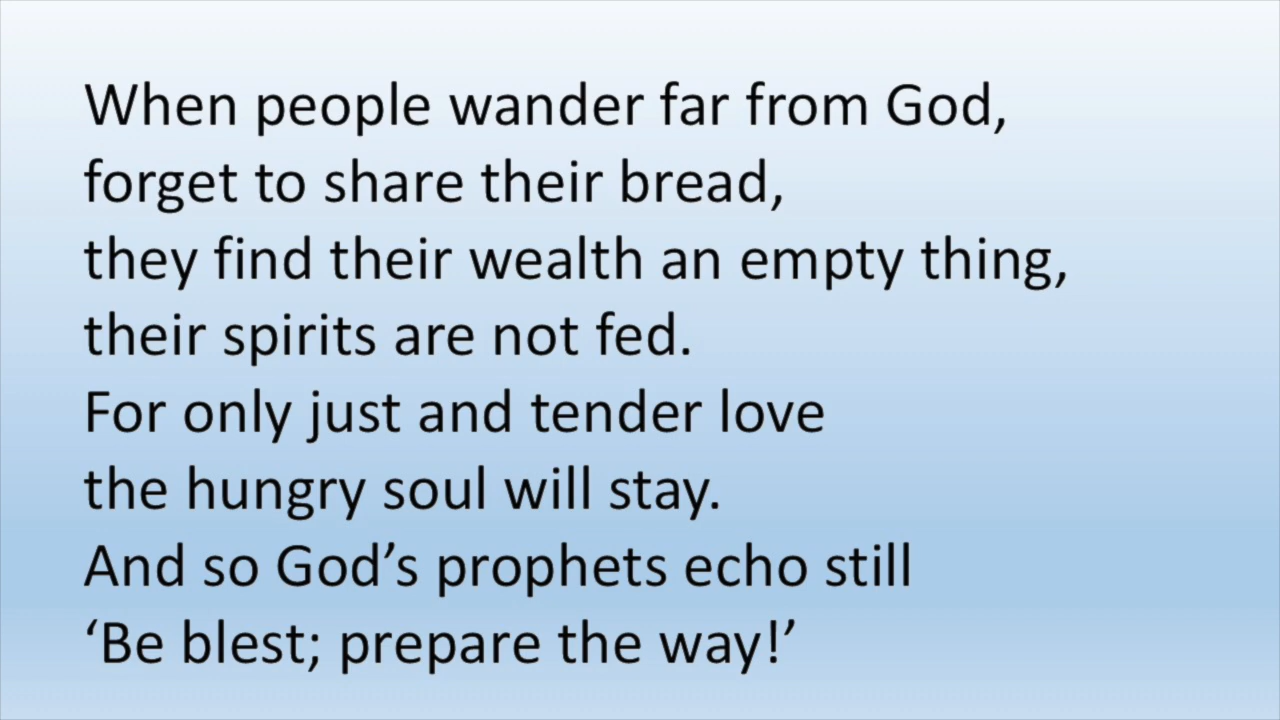 When people wander far from God,
forget to share their bread,
they find their wealth an empty thing,
their spirits are not fed.
For only just and tender love
the hungry soul will stay.
And so God’s prophets echo still
‘Be blest; prepare the way!’